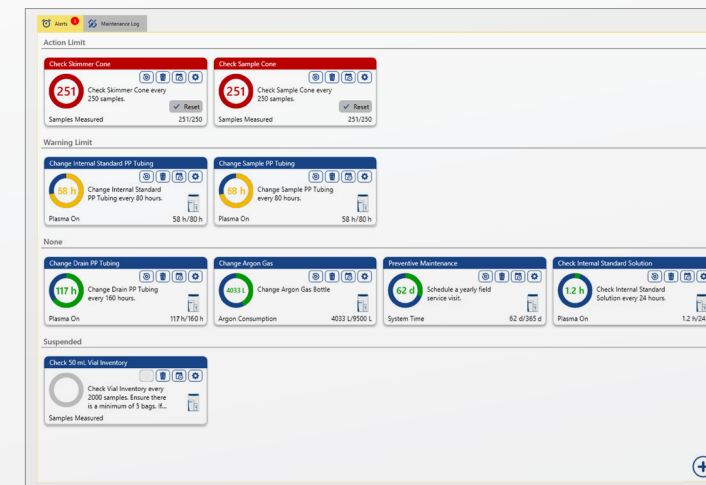 Alerts 2 Maintenance Log
Action Limit
Check Skimmer Cone
251
Check Skimmer Cone every
250 samples.
Reset
Samples Measured 251/250
Check Sample Cone
251
Check Sample Cone every
250 samples.
Reset
Samples Measured 251/250
Warning Limit
Change Internal Standard PP Tubing
58 h
Change Internal Standard
PP Tubing every 80 hours.
Plasma On 58 h/80 h
Change Sample PP Tubing
58 h
Change Sample PP Tubing
every 80 hours.
Plasma On 58 h/80 h
None
Change Drain PP Tubing
117 h
Change Drain PP Tubing
every 160 hours.
Plasma On 117 h/160 h
Change Argon Gas
4033 L
Change Argon Gas Bottle
Argon Consumption 4033 L/9500 L
Preventive Maintenance
62 d
Schedule a yearly field
service visit.
System Time 62 d/365 d
Check Internal Standard Solution
1.2 h
Check Internal Standard
Solution every 24 hours.
Plasma On 1.2 h/24
Suspended
Check 50 mL Vial Inventory
Check Vial Inventory every
2000 samples. Ensure there
is a minimum of 5 bags. If...
Samples Measured